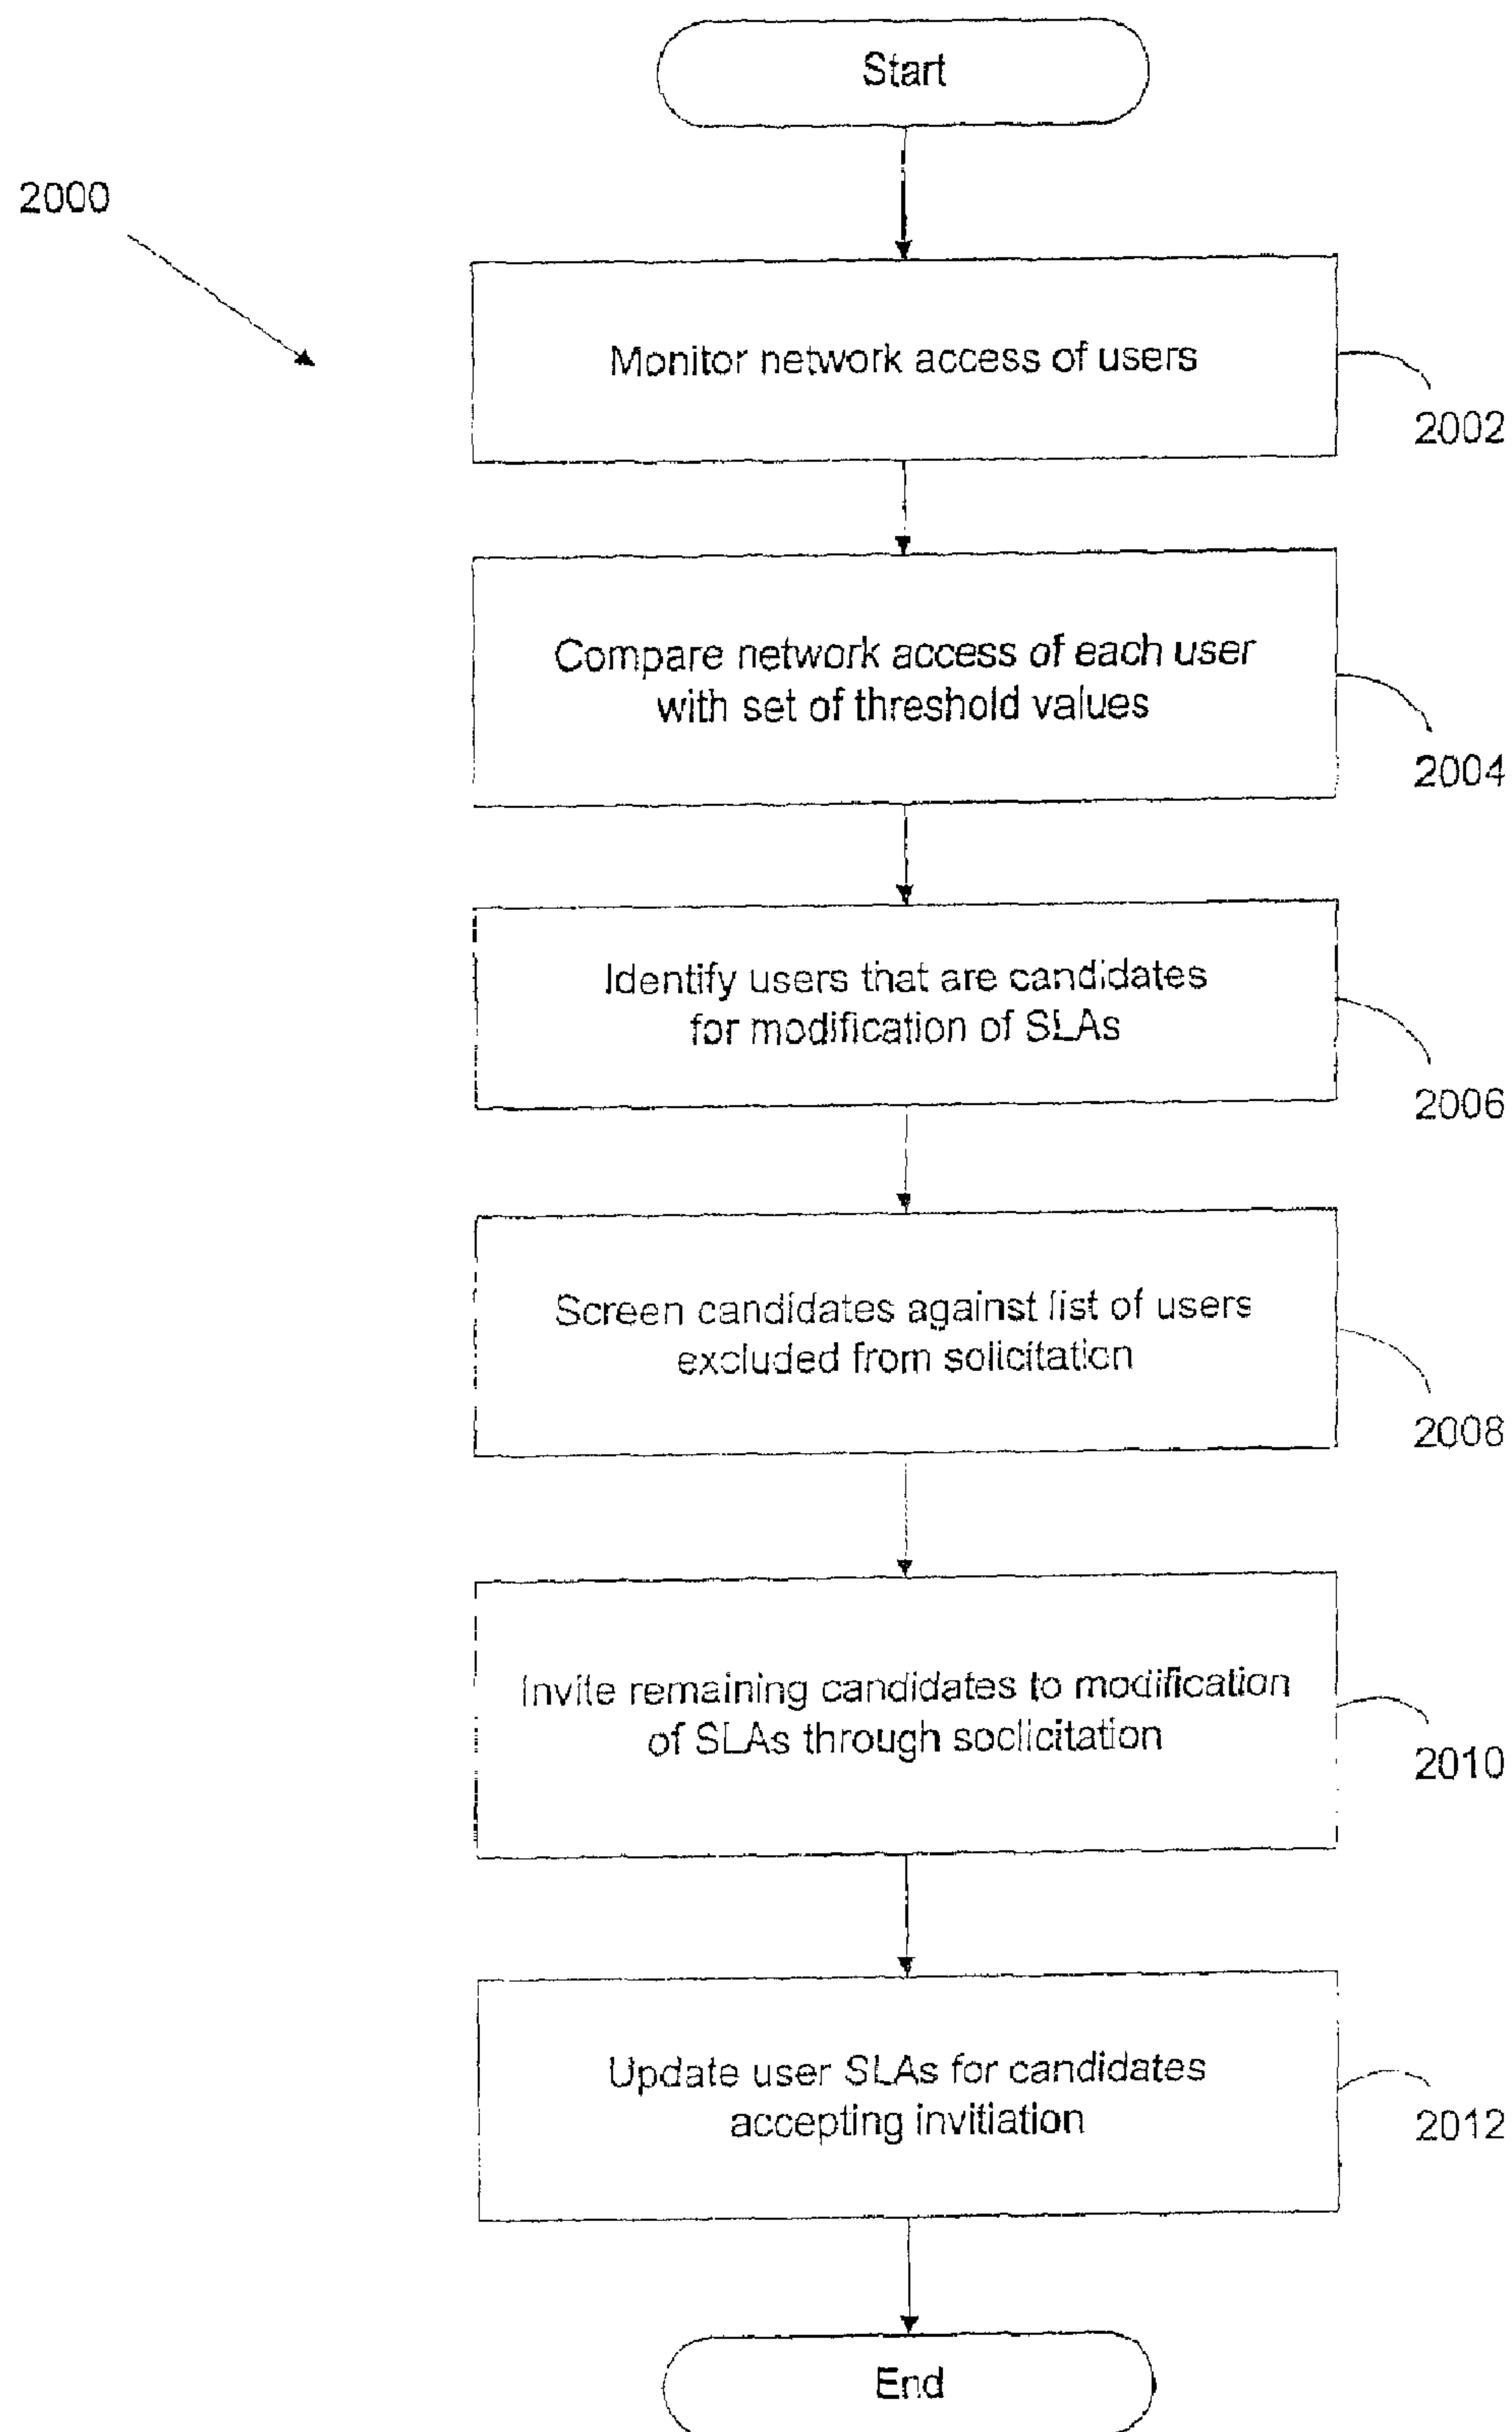 Start
2000
Monitor network access of users
2002
Compare network access of each user
with set of threshold values
2004
Identify users that are candidates
for modification of SLAs
2006
Screen candidates against list of users
excluded from solicitation
2008
Invite remaining candidates to modification
of SLAs through soclicitation
2010
Update user SLAs for candidates
accepting invitiation
2012
End